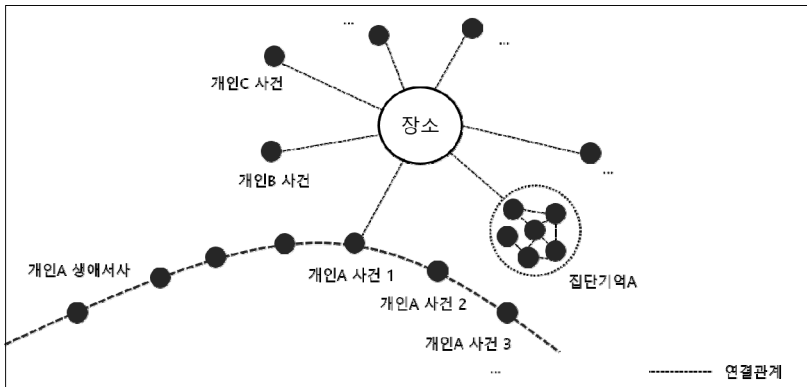 ...
...
개인C 사건
장소
개인B 사건
...
개인A 생애서사
개인A 사건 1
집단기억A
개인A 사건 2
개인A 사건 3
...
연결관계